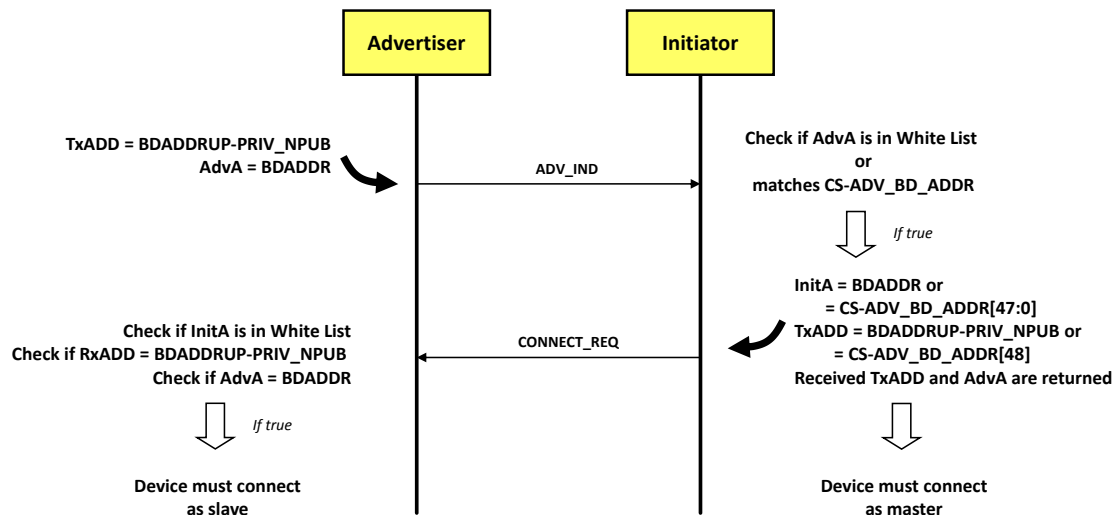 Advertiser
Initiator
TxADD = BDADDRUP-PRIV_NPUB
AdvA = BDADDR
ADV_IND
Check if AdvA is in White List
or
matches CS-ADV_BD_ADDR
If true
InitA = BDADDR or
= CS-ADV_BD_ADDR[47:0]
TxADD = BDADDRUP-PRIV_NPUB or
= CS-ADV_BD_ADDR[48]
Received TxADD and AdvA are returned
CONNECT_REQ
Check if InitA is in White List
Check if RxADD = BDADDRUP-PRIV_NPUB
Check if AdvA = BDADDR
If true
Device must connect
as slave
Device must connect
as master